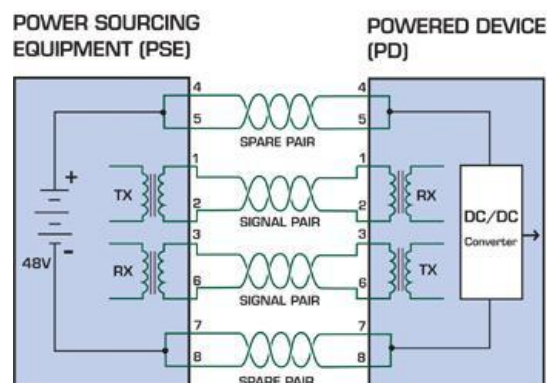 POWER SOURCING
EQUIPMENT (PSE)
POWERED DEVICE
(PD)
4
5
SPARE PAIR
4
5
1
2
TX
SIGNAL PAIR
1
2
RX
+
-
48V
3
6
RX
SIGNAL PAIR
3
6
TX
DC/DC
Converter
7
8
SPARE PAIR
7
8